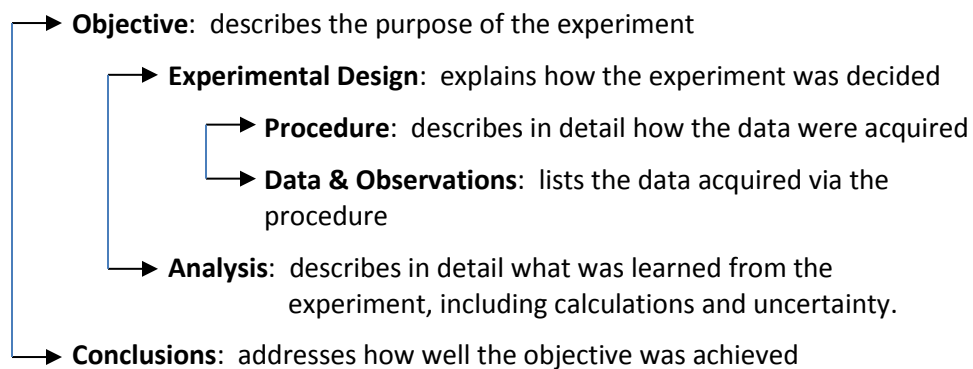 Objective: describes the purpose of the experiment
Experimental Design: explains how the experiment was decided
Procedure: describes in detail how the data were acquired
Data & Observations: lists the data acquired via the
procedure
Analysis: describes in detail what was learned from the
experiment, including calculations and uncertainty.
Conclusions: addresses how well the objective was achieved